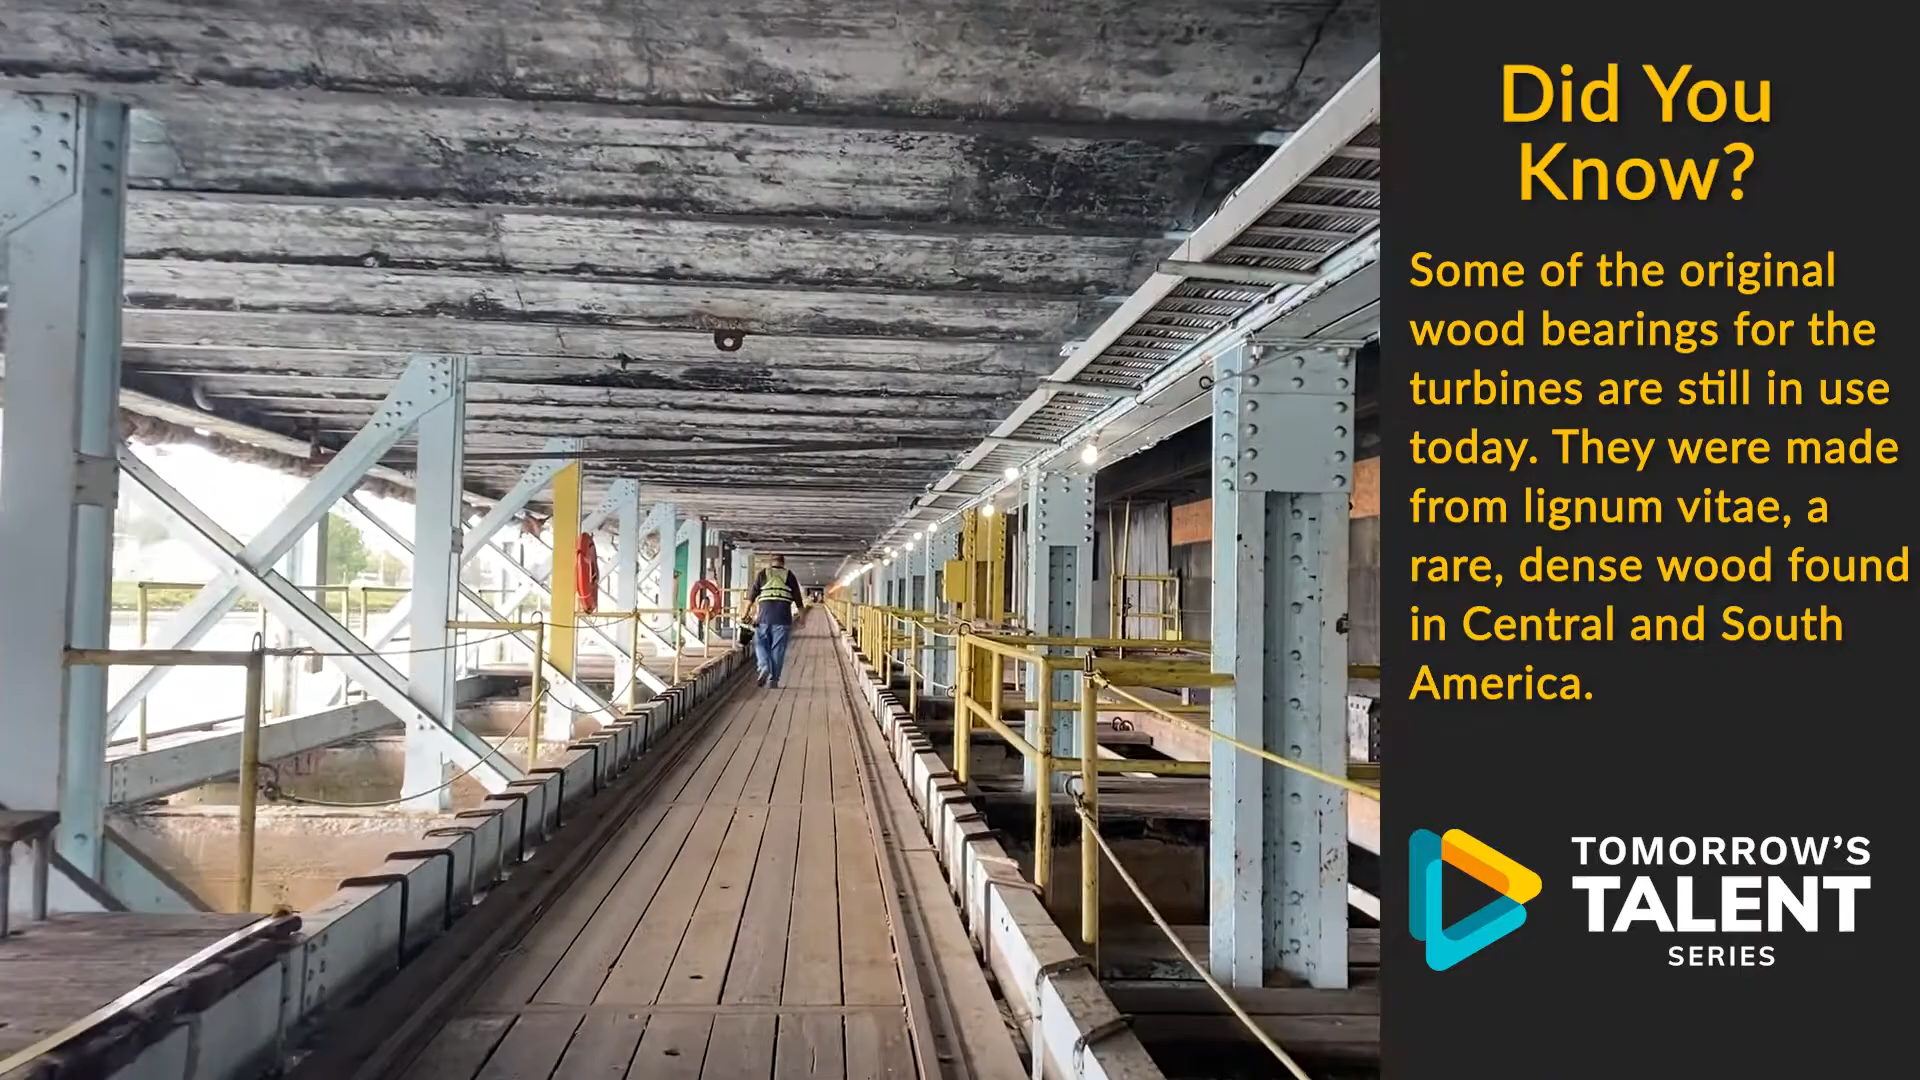 Did You
Know?
Some of the original
wood bearings for the
turbines are still in use
today. They were made
from lignum vitae, a
rare, dense wood found
in Central and South
America.
TOMORROW'S
TALENT
SERIES